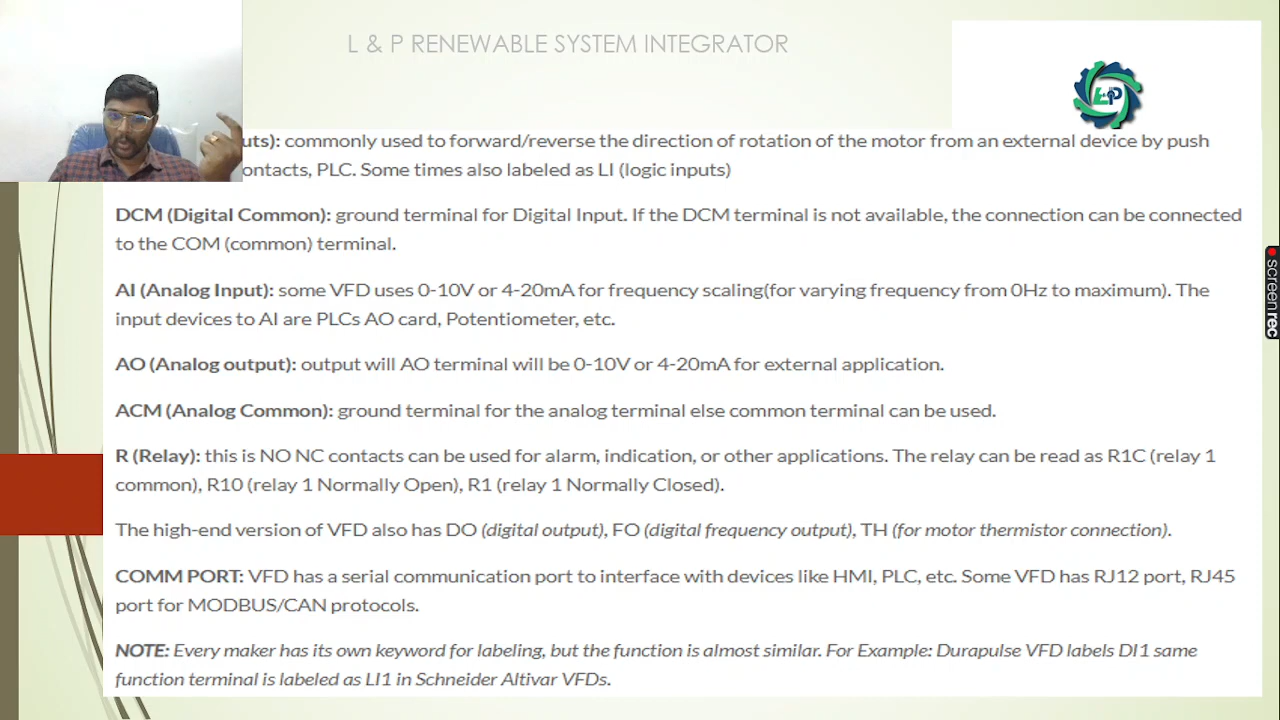 L & P RENEWABLE SYSTEM INTEGRATOR
L&P
uts): commonly used to forward/reverse the direction of rotation of the motor from an external device by push
ontacts, PLC. Some times also labeled as LI (logic inputs)
DCM (Digital Common): ground terminal for Digital Input. If the DCM terminal is not available, the connection can be connected
to the COM (common) terminal.
AI (Analog Input): some VFD uses 0-10V or 4-20mA for frequency scaling(for varying frequency from 0Hz to maximum). The
input devices to AI are PLCs AO card, Potentiometer, etc.
AO (Analog output): output will AO terminal will be 0-10V or 4-20mA for external application.
ACM (Analog Common): ground terminal for the analog terminal else common terminal can be used.
R (Relay): this is NO NC contacts can be used for alarm, indication, or other applications. The relay can be read as R1C (relay 1
common), R10 (relay 1 Normally Open), R1 (relay 1 Normally Closed).
The high-end version of VFD also has DO (digital output), FO (digital frequency output), TH (for motor thermistor connection).
COMM PORT: VFD has a serial communication port to interface with devices like HMI, PLC, etc. Some VFD has RJ12 port, RJ45
port for MODBUS/CAN protocols.
NOTE: Every maker has its own keyword for labeling, but the function is almost similar. For Example: Durapulse VFD labels DI1 same
function terminal is labeled as LI1 in Schneider Altivar VFDs.
screenrec